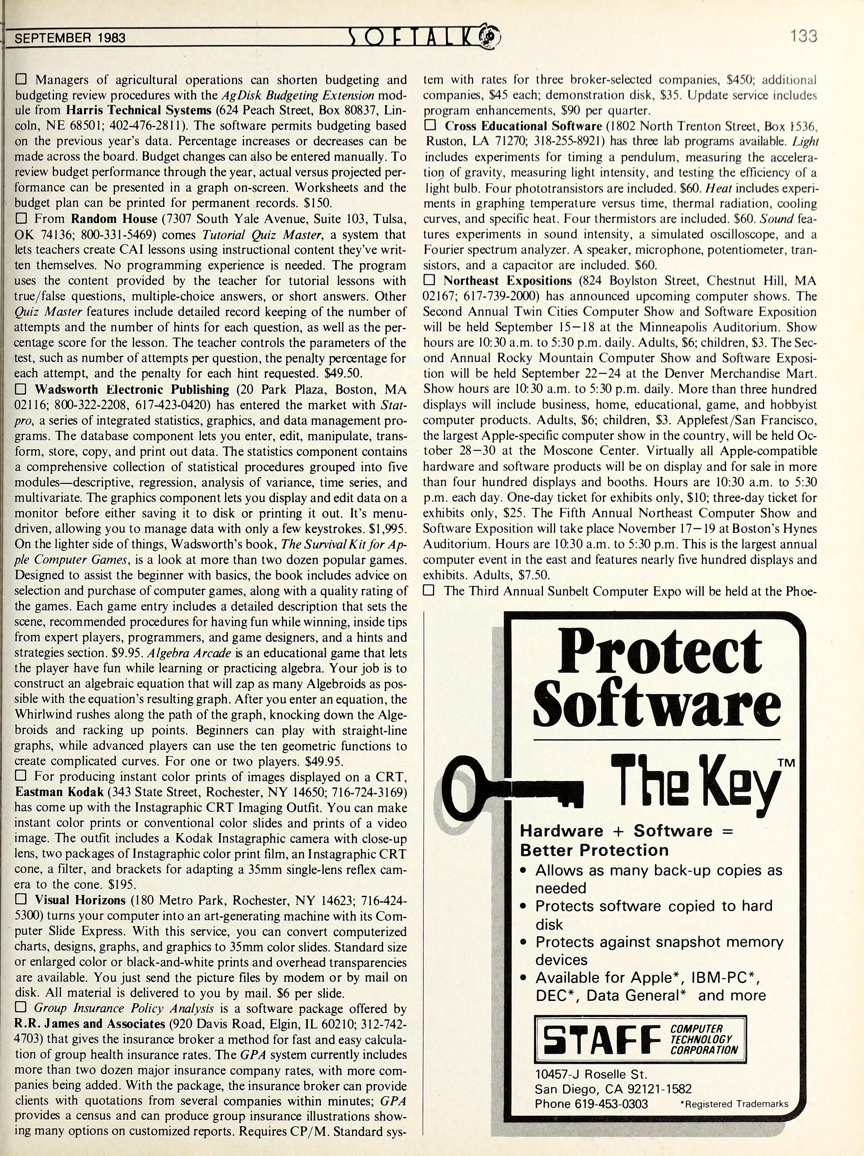 SEPTEMBER 1983
SOFTALK
133
☐ Managers of agricultural operations can shorten budgeting and
budgeting review procedures with the AgDisk Budgeting Extension mod-
ule from Harris Technical Systems (624 Peach Street, Box 80837, Lin-
coln, NE 68501; 402-476-2811). The software permits budgeting based
on the previous year's data. Percentage increases or decreases can be
made across the board. Budget changes can also be entered manually. To
review budget performance through the year, actual versus projected per-
formance can be presented in a graph on-screen. Worksheets and the
budget plan can be printed for permanent records. $150.
☐ From Random House (7307 South Yale Avenue, Suite 103, Tulsa,
OK 74136; 800-331-5469) comes Tutorial Quiz Master, a system that
lets teachers create CAI lessons using instructional content they've writ-
ten themselves. No programming experience is needed. The program
uses the content provided by the teacher for tutorial lessons with
true/false questions, multiple-choice answers, or short answers. Other
Quiz Master features include detailed record keeping of the number of
attempts and the number of hints for each question, as well as the per-
centage score for the lesson. The teacher controls the parameters of the
test, such as number of attempts per question, the penalty percentage for
each attempt, and the penalty for each hint requested. $49.50.
☐ Wadsworth Electronic Publishing (20 Park Plaza, Boston, MA
02116; 800-322-2208, 617-423-0420) has entered the market with Stat-
pro, a series of integrated statistics, graphics, and data management pro-
grams. The database component lets you enter, edit, manipulate, trans-
form, store, copy, and print out data. The statistics component contains
a comprehensive collection of statistical procedures grouped into five
modules—descriptive, regression, analysis of variance, time series, and
multivariate. The graphics component lets you display and edit data on a
monitor before either saving it to disk or printing it out. It's menu-
driven, allowing you to manage data with only a few keystrokes. $1,995.
On the lighter side of things, Wadsworth's book, The Survival Kit for Ap-
ple Computer Games, is a look at more than two dozen popular games.
Designed to assist the beginner with basics, the book includes advice on
selection and purchase of computer games, along with a quality rating of
the games. Each game entry includes a detailed description that sets the
scene, recommended procedures for having fun while winning, inside tips
from expert players, programmers, and game designers, and a hints and
strategies section. $9.95. Algebra Arcade is an educational game that lets
the player have fun while learning or practicing algebra. Your job is to
construct an algebraic equation that will zap as many Algebroids as pos-
sible with the equation's resulting graph. After you enter an equation, the
Whirlwind rushes along the path of the graph, knocking down the Alge-
broids and racking up points. Beginners can play with straight-line
graphs, while advanced players can use the ten geometric functions to
create complicated curves. For one or two players. $49.95.
☐ For producing instant color prints of images displayed on a CRT,
Eastman Kodak (343 State Street, Rochester, NY 14650; 716-724-3169)
has come up with the Instagraphic CRT Imaging Outfit. You can make
instant color prints or conventional color slides and prints of a video
image. The outfit includes a Kodak Instagraphic camera with close-up
lens, two packages of Instagraphic color print film, an Instagraphic CRT
cone, a filter, and brackets for adapting a 35mm single-lens reflex cam-
era to the cone. $195.
☐ Visual Horizons (180 Metro Park, Rochester, NY 14623; 716-424-
5300) turns your computer into an art-generating machine with its Com-
puter Slide Express. With this service, you can convert computerized
charts, designs, graphs, and graphics to 35mm color slides. Standard size
or enlarged color or black-and-white prints and overhead transparencies
are available. You just send the picture files by modem or by mail on
disk. All material is delivered to you by mail. $6 per slide.
☐ Group Insurance Policy Analysis is a software package offered by
R.R. James and Associates (920 Davis Road, Elgin, IL 60210; 312-742-
4703) that gives the insurance broker a method for fast and easy calcula-
tion of group health insurance rates. The GPA system currently includes
more than two dozen major insurance company rates, with more com-
panies being added. With the package, the insurance broker can provide
clients with quotations from several companies within minutes; GPA
provides a census and can produce group insurance illustrations show-
ing many options on customized reports. Requires CP/M. Standard sys-
tem with rates for three broker-selected companies, $450; additional
companies, $45 each; demonstration disk, $35. Update service includes
program enhancements, $90 per quarter.
☐ Cross Educational Software (1802 North Trenton Street, Box 1536,
Ruston, LA 71270; 318-255-8921) has three lab programs available. Light
includes experiments for timing a pendulum, measuring the accelera-
tion of gravity, measuring light intensity, and testing the efficiency of a
light bulb. Four phototransistors are included. $60. Heat includes experi-
ments in graphing temperature versus time, thermal radiation, cooling
curves, and specific heat. Four thermistors are included. $60. Sound fea-
tures experiments in sound intensity, a simulated oscilloscope, and a
Fourier spectrum analyzer. A speaker, microphone, potentiometer, tran-
sistors, and a capacitor are included. $60.
☐ Northeast Expositions (824 Boylston Street, Chestnut Hill, MA
02167; 617-739-2000) has announced upcoming computer shows. The
Second Annual Twin Cities Computer Show and Software Exposition
will be held September 15–18 at the Minneapolis Auditorium. Show
hours are 10:30 a.m. to 5:30 p.m. daily. Adults, $6; children, $3. The Sec-
ond Annual Rocky Mountain Computer Show and Software Exposi-
tion will be held September 22–24 at the Denver Merchandise Mart.
Show hours are 10:30 a.m. to 5:30 p.m. daily. More than three hundred
displays will include business, home, educational, game, and hobbyist
computer products. Adults, $6; children, $3. Applefest/San Francisco,
the largest Apple-specific computer show in the country, will be held Oc-
tober 28–30 at the Moscone Center. Virtually all Apple-compatible
hardware and software products will be on display and for sale in more
than four hundred displays and booths. Hours are 10:30 a.m. to 5:30
p.m. each day. One-day ticket for exhibits only, $10; three-day ticket for
exhibits only, $25. The Fifth Annual Northeast Computer Show and
Software Exposition will take place November 17–19 at Boston's Hynes
Auditorium. Hours are 10:30 a.m. to 5:30 p.m. This is the largest annual
computer event in the east and features nearly five hundred displays and
exhibits. Adults, $7.50.
☐ The Third Annual Sunbelt Computer Expo will be held at the Phoe-
Protect
Software
The Key™
Hardware + Software =
Better Protection
• Allows as many back-up copies as
needed
• Protects software copied to hard
disk
• Protects against snapshot memory
devices
• Available for Apple*, IBM-PC*,
DEC*, Data General* and more
STAFF COMPUTER
TECHNOLOGY
CORPORATION
10457-J Roselle St.
San Diego, CA 92121-1582
Phone 619-453-0303 *Registered Trademarks